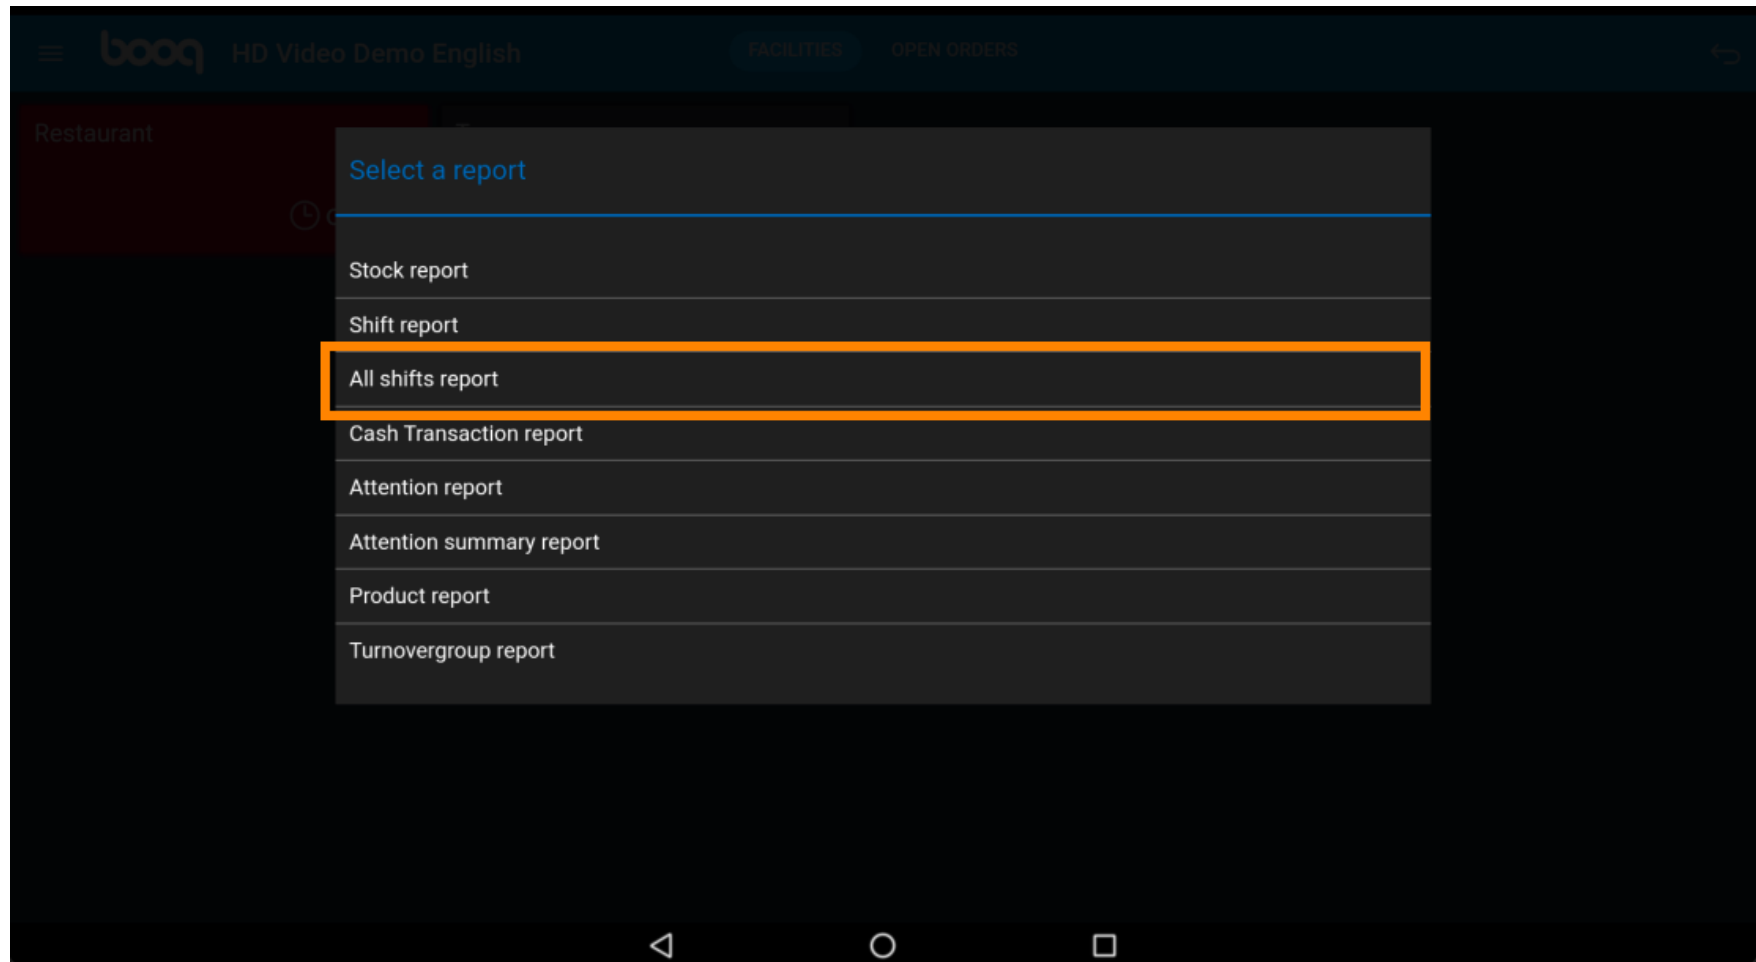 booq HD Video Demo English FACILITIES OPEN ORDERS
Restaurant
Select a report
Stock report
Shift report
All shifts report
Cash Transaction report
Attention report
Attention summary report
Product report
Turnovergroup report